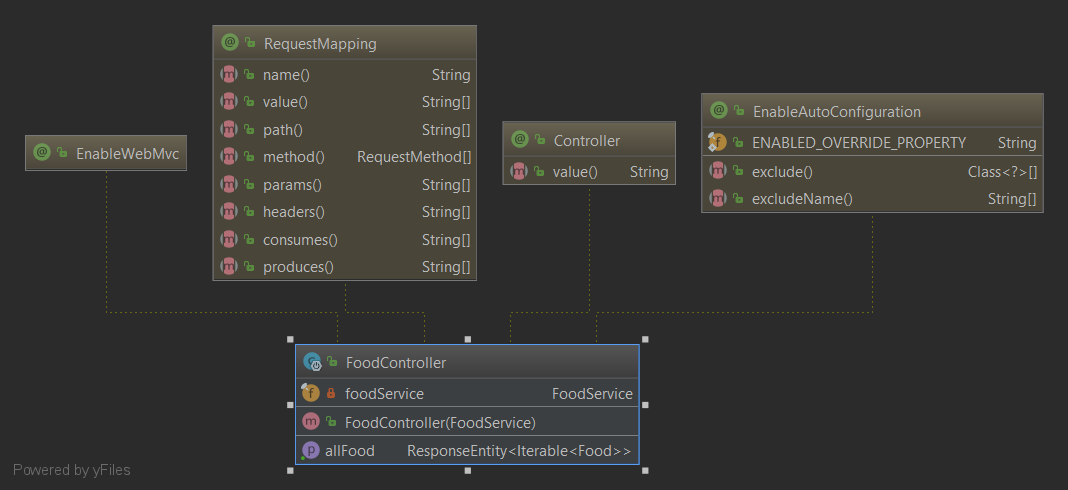 @ RequestMapping
m name() String
m value() String[]
m path() String[]
m method() RequestMethod[]
m params() String[]
m headers() String[]
m consumes() String[]
m produces() String[]
@ EnableWebMvc
@ Controller
m value() String
@ EnableAutoConfiguration
f ENABLED_OVERRIDE_PROPERTY String
m exclude() Class<?>[]
m excludeName() String[]
FoodController
f foodService FoodService
m FoodController(FoodService)
p allFood ResponseEntity<Iterable<Food>>
Powered by yFiles